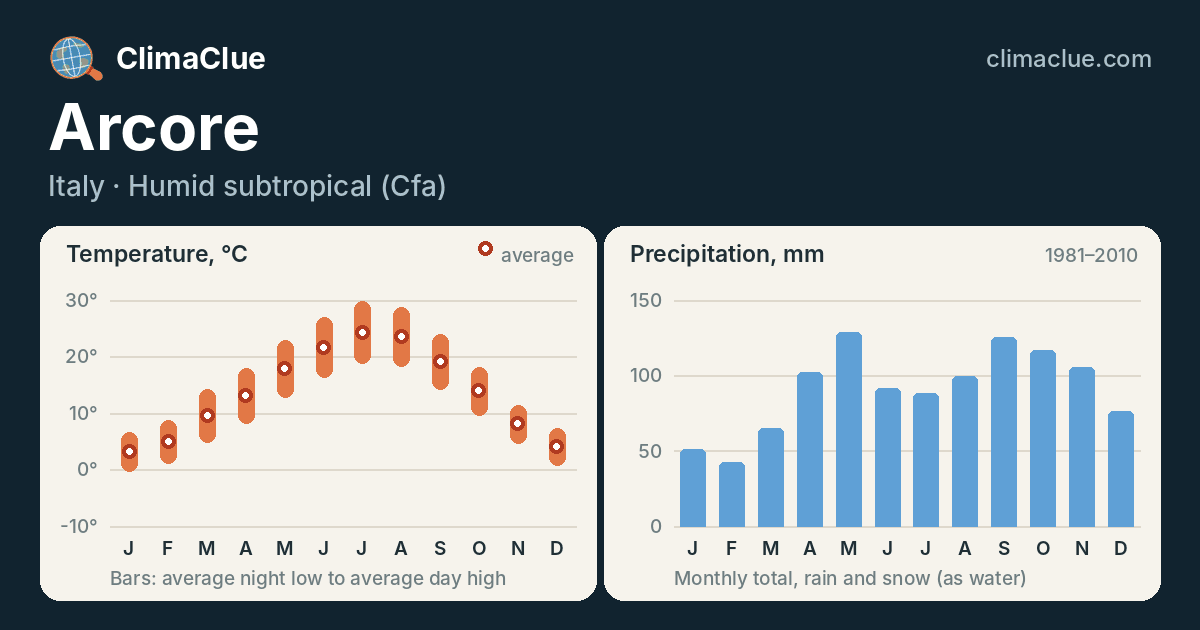 ClimaClue
climaclue.com
Arcore
Italy · Humid subtropical (Cfa)
Temperature, °C
average
30°
20°
10°
0°
-10°
J F M A M J J A S O N D
Bars: average night low to average day high
Precipitation, mm
1981–2010
150
100
50
0
J F M A M J J A S O N D
Monthly total, rain and snow (as water)